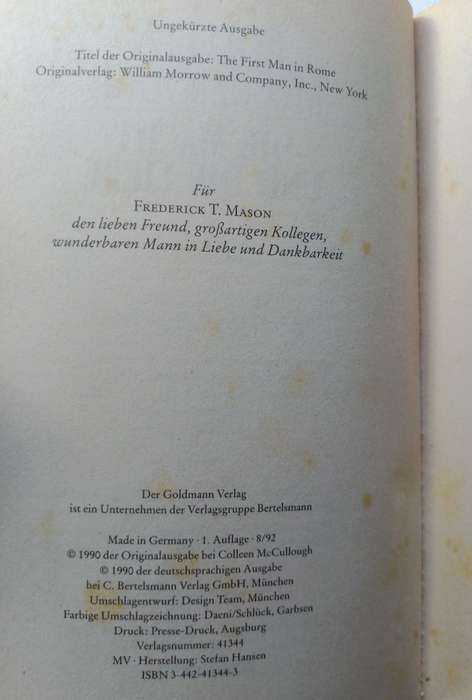 Ungekürzte Ausgabe
Titel der Originalausgabe: The First Man in Rome
Originalverlag: William Morrow and Company, Inc., New York
Für
FREDERICK T. MASON
den lieben Freund, großartigen Kollegen,
wunderbaren Mann in Liebe und Dankbarkeit
Der Goldmann Verlag
ist ein Unternehmen der Verlagsgruppe Bertelsmann
Made in Germany · 1. Auflage · 8/92
© 1990 der Originalausgabe bei Colleen McCullough
© 1990 der deutschsprachigen Ausgabe
bei C. Bertelsmann Verlag GmbH, München
Umschlagentwurf: Design Team, München
Farbige Umschlagzeichnung: Daeni/Schlück, Garbsen
Druck: Presse-Druck, Augsburg
Verlagsnummer: 41344
MV · Herstellung: Stefan Hansen
ISBN 3-442-41344-3